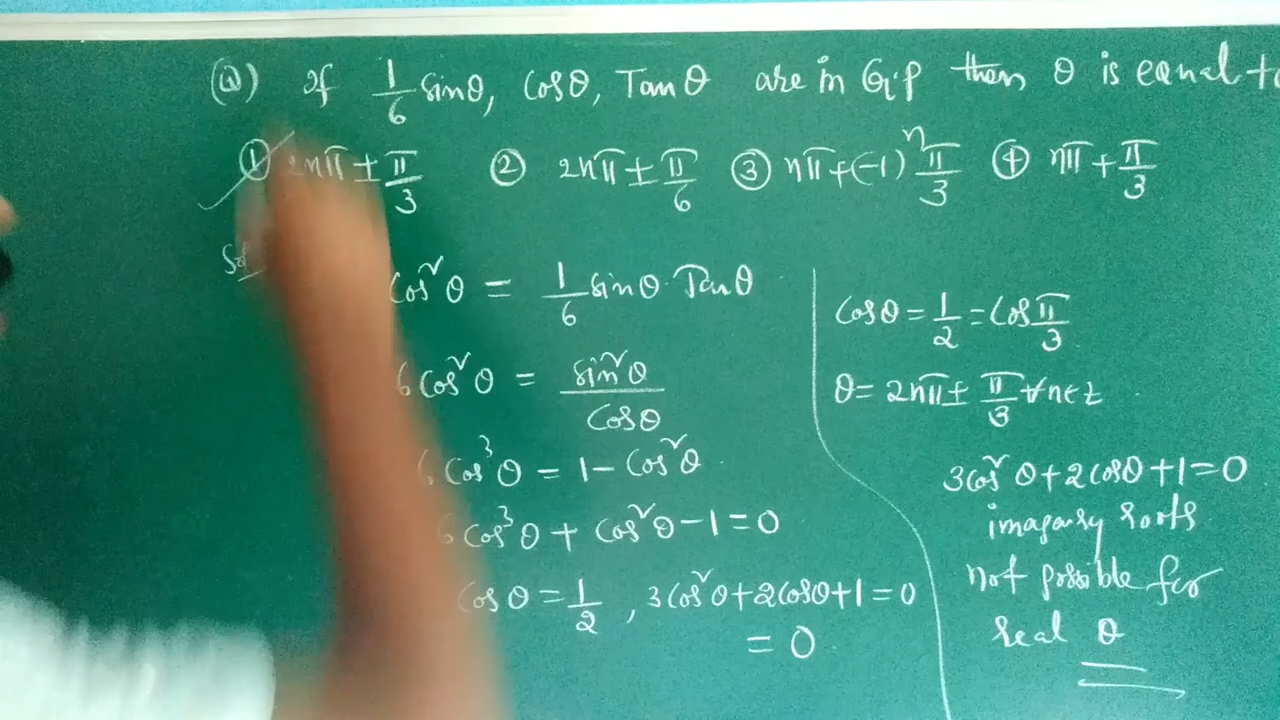 (Q) If 1/6 sinθ, cosθ, Tanθ are in G.P then θ is equal to
① 2nπ ± π/3 ② 2nπ ± π/6 ③ nπ+(-1)ⁿ π/3 ④ nπ + π/3
Sol
cos²θ = 1/6 sinθ · Tanθ
6cos²θ = sin²θ/cosθ
6cos³θ = 1 - cos²θ
6cos³θ + cos²θ - 1 = 0
cosθ = 1/2 , 3cos²θ + 2cosθ + 1 = 0
= 0
cosθ = 1/2 = cos π/3
θ = 2nπ ± π/3 ∀n∈z
3cos²θ + 2cosθ + 1 = 0
imagary roots
not possible for
real θ